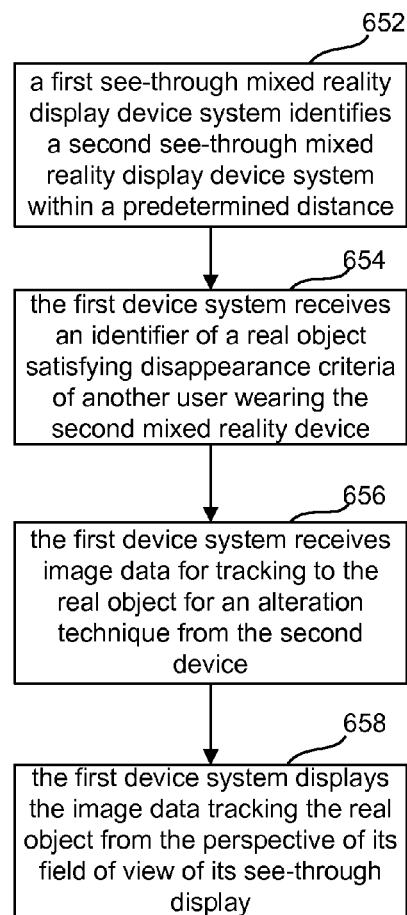 652
a first see-through mixed reality
display device system identifies
a second see-through mixed
reality display device system
within a predetermined distance
654
the first device system receives
an identifier of a real object
satisfying disappearance criteria
of another user wearing the
second mixed reality device
656
the first device system receives
image data for tracking to the
real object for an alteration
technique from the second
device
658
the first device system displays
the image data tracking the real
object from the perspective of its
field of view of its see-through
display